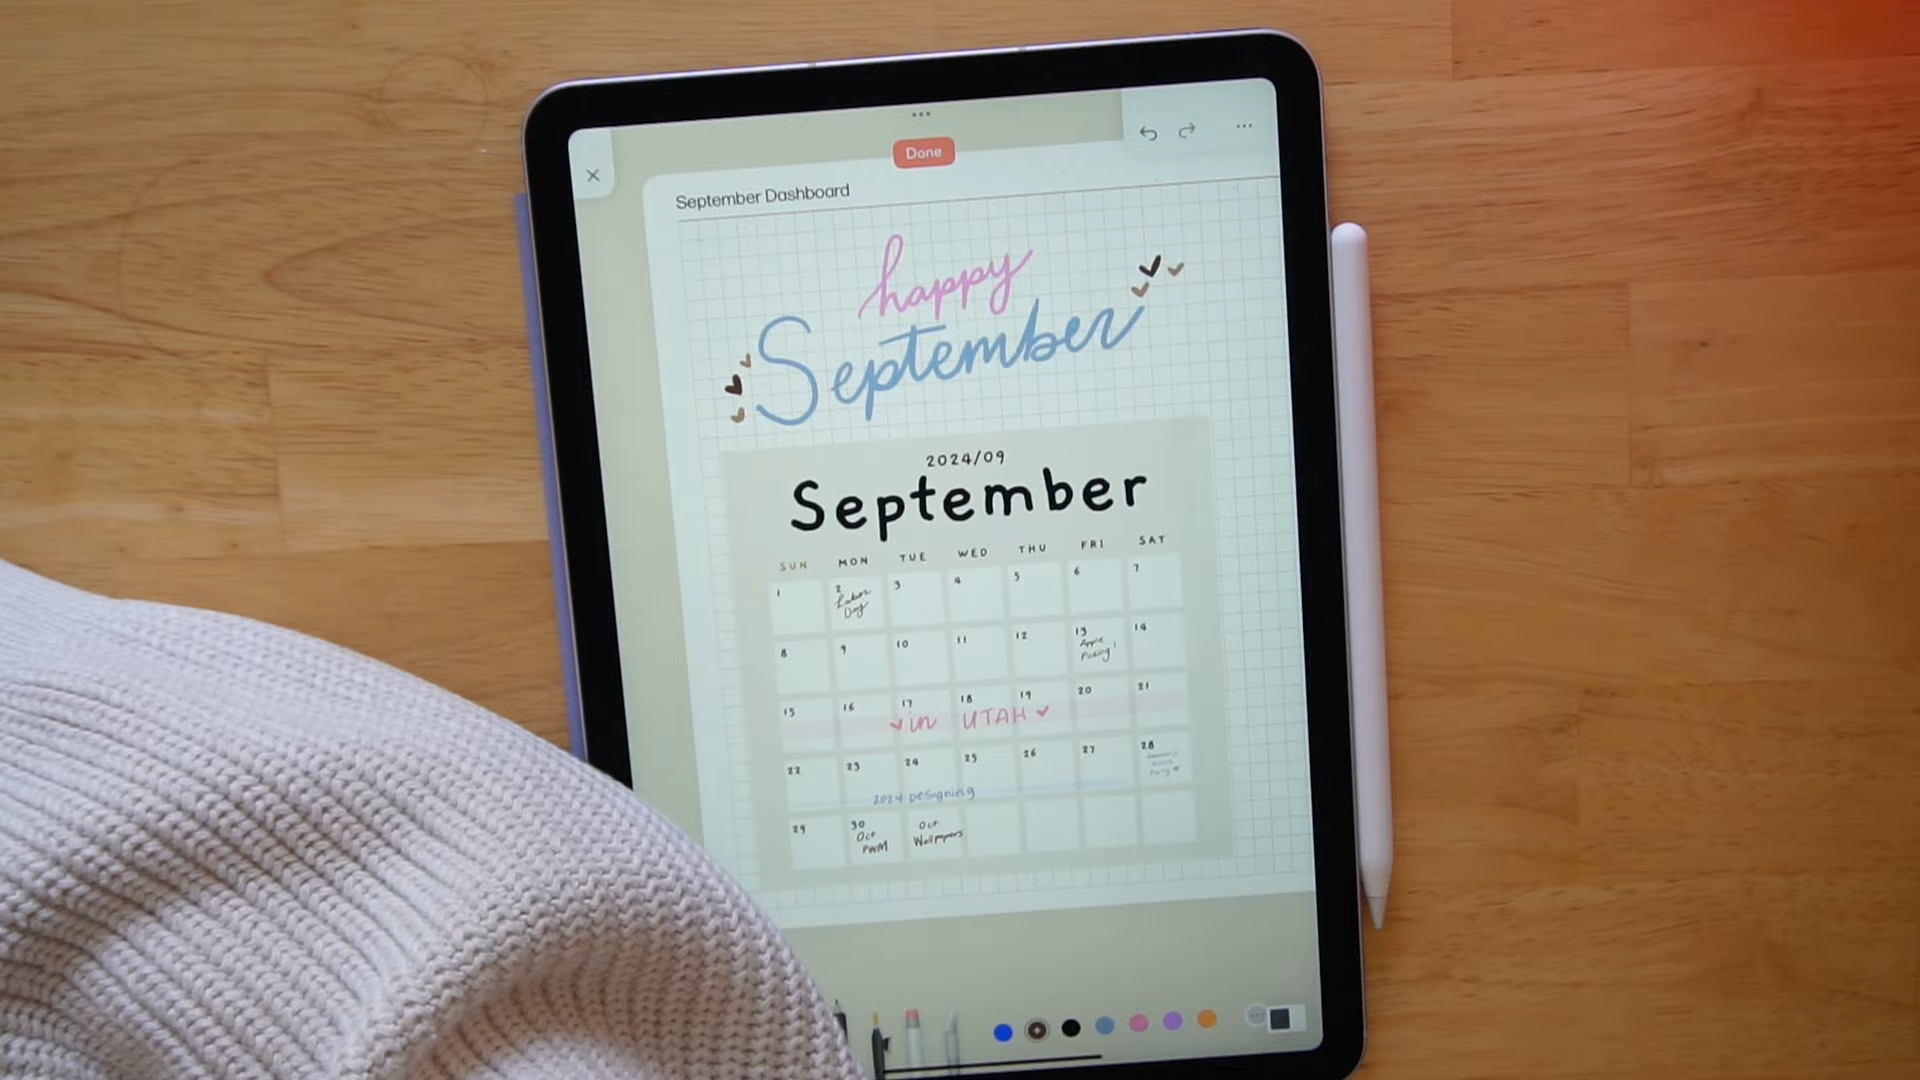 Done
September Dashboard
happy
September
2024/09
September
SUN MON TUE WED THU FRI SAT
1 2 3 4 5 6 7
Labor
Day
8 9 10 11 12 13 14
Apple
Picking!
15 16 17 18 19 20 21
in UTAH
22 23 24 25 26 27 28
Party
2024 Designing
29 30
Oct Oct
PWM Wallpapers